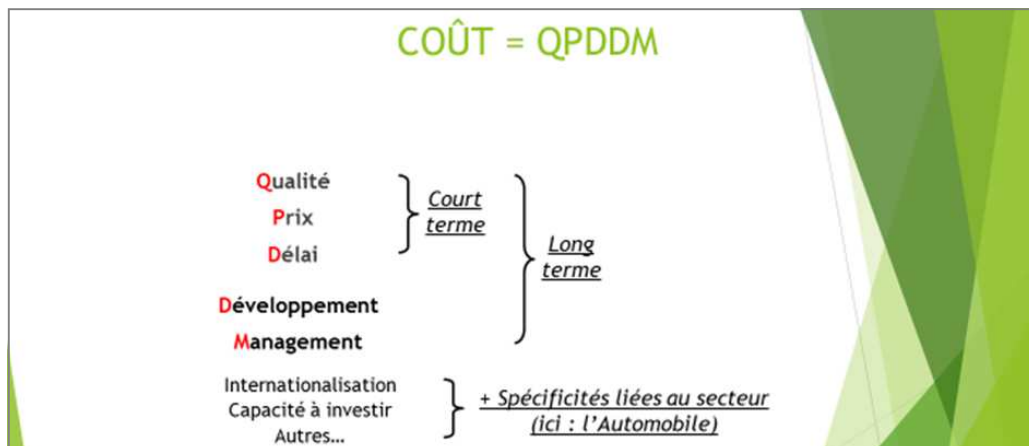 COÛT = QPDDM
Qualité
Prix
Délai
Court
terme
Développement
Management
Long
terme
Internationalisation
Capacité à investir
Autres…
+ Spécificités liées au secteur
(ici : l'Automobile)